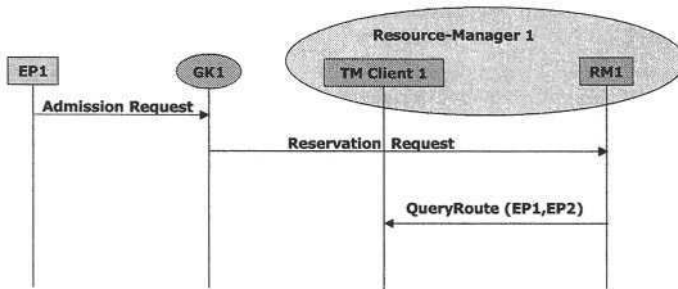 Resource-Manager 1
EP1
GK1
TM Client 1
RM1
Admission Request
Reservation Request
QueryRoute (EP1,EP2)